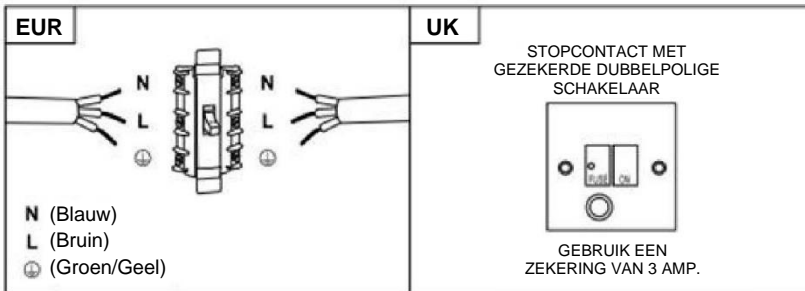 EUR
N
L
N
L
N (Blauw)
L (Bruin)
(Groen/Geel)
UK
STOPCONTACT MET
GEZEKERDE DUBBELPOLIGE
SCHAKELAAR
FUSE ON
GEBRUIK EEN
ZEKERING VAN 3 AMP.